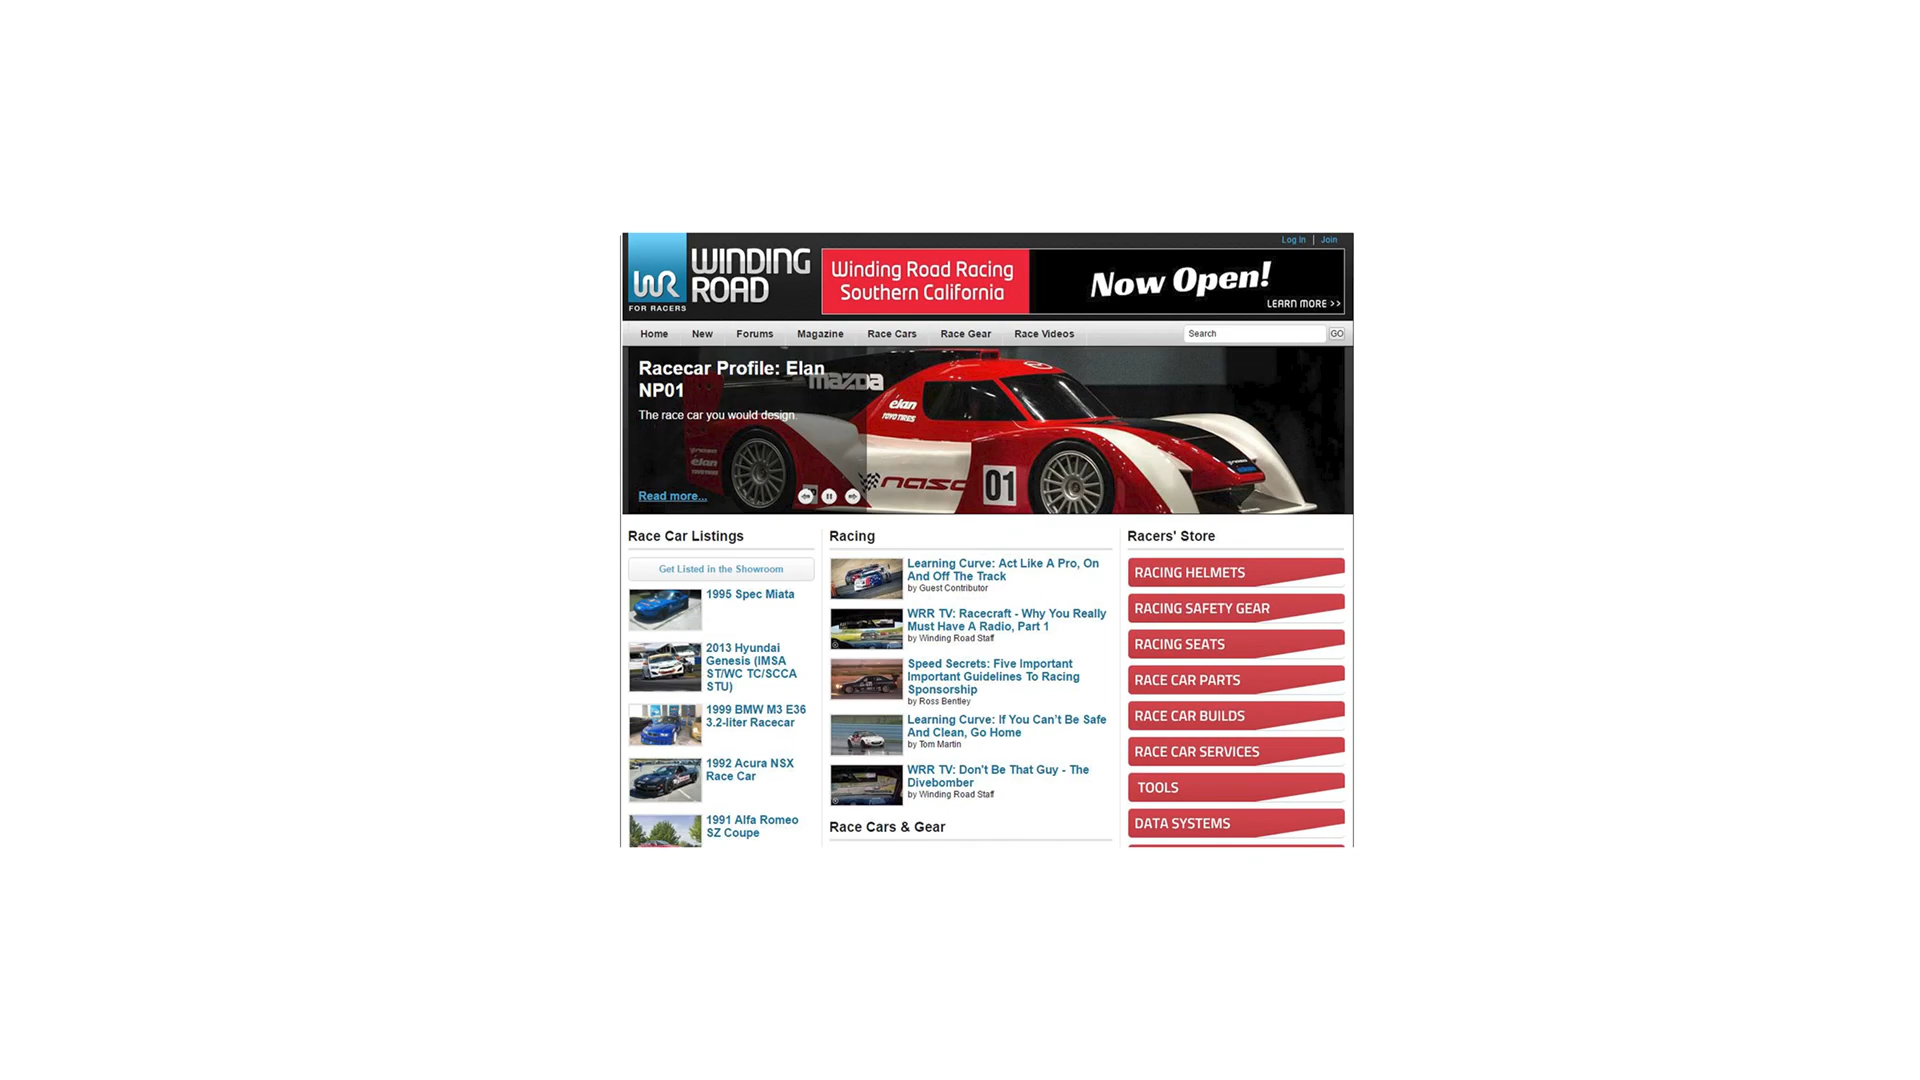 Log In | Join
WR
FOR RACERS
WINDING
ROAD
Winding Road Racing
Southern California
Now Open!
LEARN MORE >>
Home New Forums Magazine Race Cars Race Gear Race Videos
Search GO
Racecar Profile: Elan
NP01
The race car you would design.
Read more...
mazda
élan
TOYO TIRES
élan
nasa
01
Race Car Listings
Get Listed in the Showroom
1995 Spec Miata
2013 Hyundai
Genesis (IMSA
ST/WC TC/SCCA
STU)
1999 BMW M3 E36
3.2-liter Racecar
1992 Acura NSX
Race Car
1991 Alfa Romeo
SZ Coupe
Racing
Learning Curve: Act Like A Pro, On
And Off The Track
by Guest Contributor
WRR TV: Racecraft - Why You Really
Must Have A Radio, Part 1
by Winding Road Staff
Speed Secrets: Five Important
Important Guidelines To Racing
Sponsorship
by Ross Bentley
Learning Curve: If You Can't Be Safe
And Clean, Go Home
by Tom Martin
WRR TV: Don't Be That Guy - The
Divebomber
by Winding Road Staff
Race Cars & Gear
Racers' Store
RACING HELMETS
RACING SAFETY GEAR
RACING SEATS
RACE CAR PARTS
RACE CAR BUILDS
RACE CAR SERVICES
TOOLS
DATA SYSTEMS